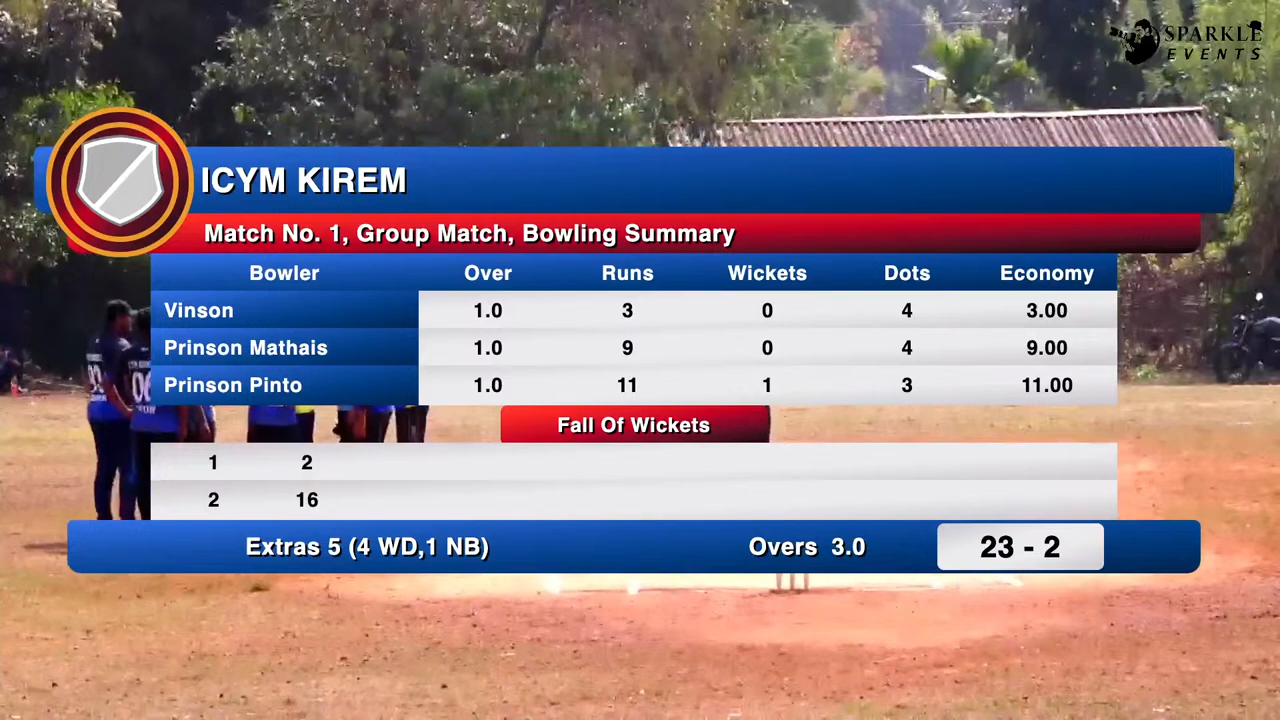 SPARKLE
EVENTS
ICYM KIREM
Match No. 1, Group Match, Bowling Summary
Bowler Over Runs Wickets Dots Economy
Vinson 1.0 3 0 4 3.00
Prinson Mathais 1.0 9 0 4 9.00
Prinson Pinto 1.0 11 1 3 11.00
Fall Of Wickets
1 2
2 16
Extras 5 (4 WD,1 NB) Overs 3.0 23 - 2